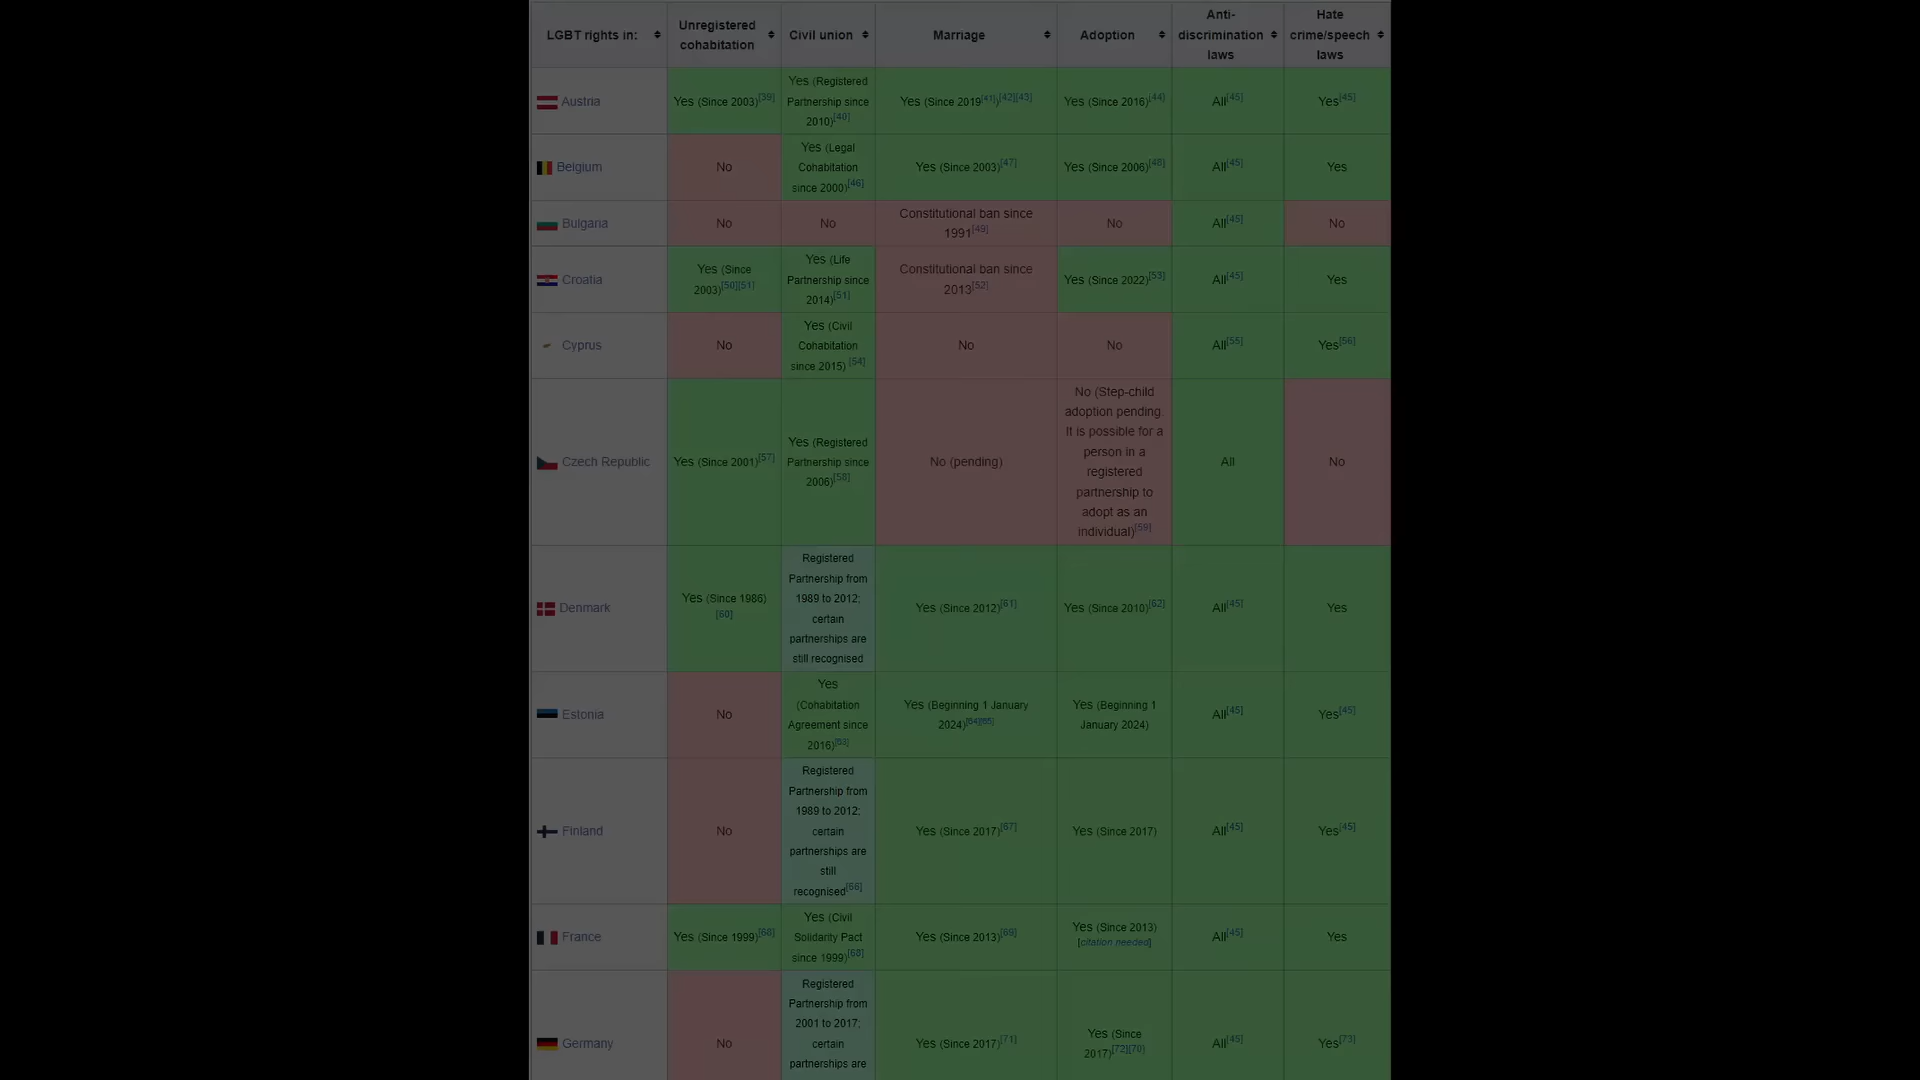 LGBT rights in:
Unregistered
cohabitation
Civil union
Marriage
Adoption
Anti-
discrimination
laws
Hate
crime/speech
laws
Austria
Yes (Since 2003)[39]
Yes (Registered
Partnership since
2010)[40]
Yes (Since 2019[41])[42][43]
Yes (Since 2016)[44]
All[45]
Yes[45]
Belgium
No
Yes (Legal
Cohabitation
since 2000)[46]
Yes (Since 2003)[47]
Yes (Since 2006)[48]
All[45]
Yes
Bulgaria
No
No
Constitutional ban since
1991[49]
No
All[45]
No
Croatia
Yes (Since
2003)[50][51]
Yes (Life
Partnership since
2014)[51]
Constitutional ban since
2013[52]
Yes (Since 2022)[53]
All[45]
Yes
Cyprus
No
Yes (Civil
Cohabitation
since 2015) [54]
No
No
All[55]
Yes[56]
Czech Republic
Yes (Since 2001)[57]
Yes (Registered
Partnership since
2006)[58]
No (pending)
No (Step-child
adoption pending.
It is possible for a
person in a
registered
partnership to
adopt as an
individual)[59]
All
No
Denmark
Yes (Since 1986)
[60]
Registered
Partnership from
1989 to 2012;
certain
partnerships are
still recognised
Yes (Since 2012)[61]
Yes (Since 2010)[62]
All[45]
Yes
Estonia
No
Yes
(Cohabitation
Agreement since
2016)[63]
Yes (Beginning 1 January
2024)[64][65]
Yes (Beginning 1
January 2024)
All[45]
Yes[45]
Finland
No
Registered
Partnership from
1989 to 2012;
certain
partnerships are
still
recognised[66]
Yes (Since 2017)[67]
Yes (Since 2017)
All[45]
Yes[45]
France
Yes (Since 1999)[68]
Yes (Civil
Solidarity Pact
since 1999)[68]
Yes (Since 2013)[69]
Yes (Since 2013)
[citation needed]
All[45]
Yes
Germany
No
Registered
Partnership from
2001 to 2017;
certain
partnerships are
Yes (Since 2017)[71]
Yes (Since
2017)[72][70]
All[45]
Yes[73]